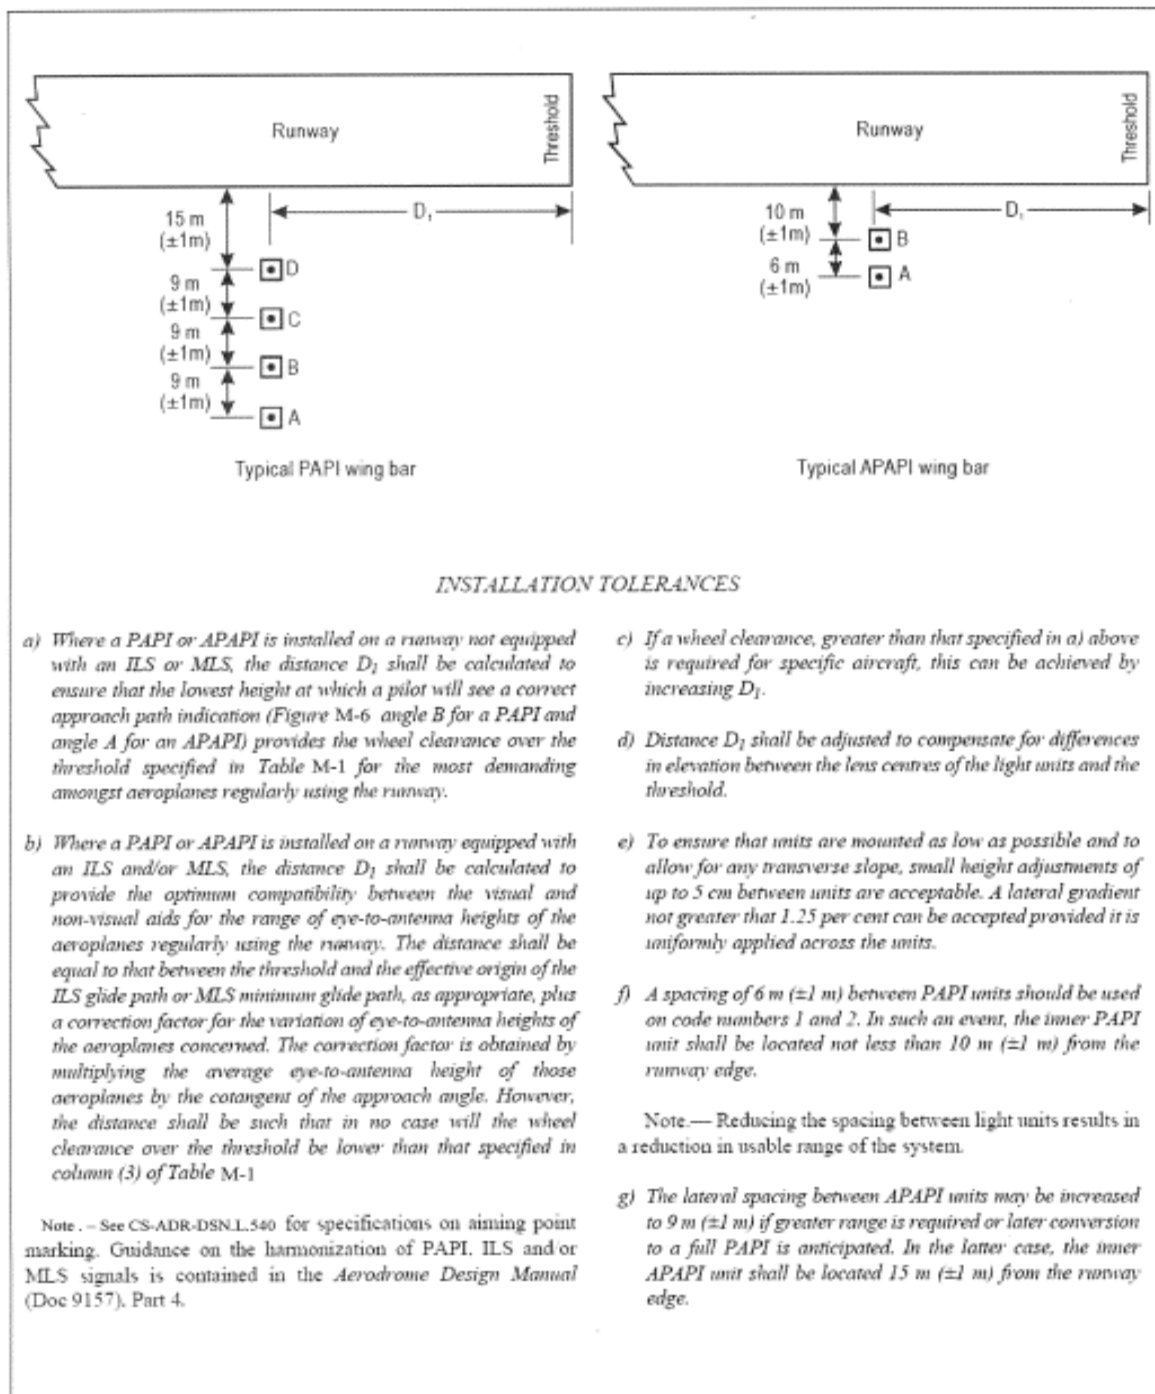 Runway
Threshold
15 m
(±1m)
D₁
D
9 m
(±1m)
C
9 m
(±1m)
B
9 m
(±1m)
A
Typical PAPI wing bar
Runway
Threshold
10 m
(±1m)
D₁
B
6 m
(±1m)
A
Typical APAPI wing bar
INSTALLATION TOLERANCES
a) Where a PAPI or APAPI is installed on a runway not equipped
with an ILS or MLS, the distance D₁ shall be calculated to
ensure that the lowest height at which a pilot will see a correct
approach path indication (Figure M-6 angle B for a PAPI and
angle A for an APAPI) provides the wheel clearance over the
threshold specified in Table M-1 for the most demanding
amongst aeroplanes regularly using the runway.
b) Where a PAPI or APAPI is installed on a runway equipped with
an ILS and/or MLS, the distance D₁ shall be calculated to
provide the optimum compatibility between the visual and
non-visual aids for the range of eye-to-antenna heights of the
aeroplanes regularly using the runway. The distance shall be
equal to that between the threshold and the effective origin of the
ILS glide path or MLS minimum glide path, as appropriate, plus
a correction factor for the variation of eye-to-antenna heights of
the aeroplanes concerned. The correction factor is obtained by
multiplying the average eye-to-antenna height of those
aeroplanes by the cotangent of the approach angle. However,
the distance shall be such that in no case will the wheel
clearance over the threshold be lower than that specified in
column (3) of Table M-1
Note . – See CS-ADR-DSN.L.540 for specifications on aiming point
marking. Guidance on the harmonization of PAPI, ILS and/or
MLS signals is contained in the Aerodrome Design Manual
(Doc 9157), Part 4.
c) If a wheel clearance, greater than that specified in a) above
is required for specific aircraft, this can be achieved by
increasing D₁.
d) Distance D₁ shall be adjusted to compensate for differences
in elevation between the lens centres of the light units and the
threshold.
e) To ensure that units are mounted as low as possible and to
allow for any transverse slope, small height adjustments of
up to 5 cm between units are acceptable. A lateral gradient
not greater that 1.25 per cent can be accepted provided it is
uniformly applied across the units.
f) A spacing of 6 m (±1 m) between PAPI units should be used
on code numbers 1 and 2. In such an event, the inner PAPI
unit shall be located not less than 10 m (±1 m) from the
runway edge.
Note.— Reducing the spacing between light units results in
a reduction in usable range of the system.
g) The lateral spacing between APAPI units may be increased
to 9 m (±1 m) if greater range is required or later conversion
to a full PAPI is anticipated. In the latter case, the inner
APAPI unit shall be located 15 m (±1 m) from the runway
edge.